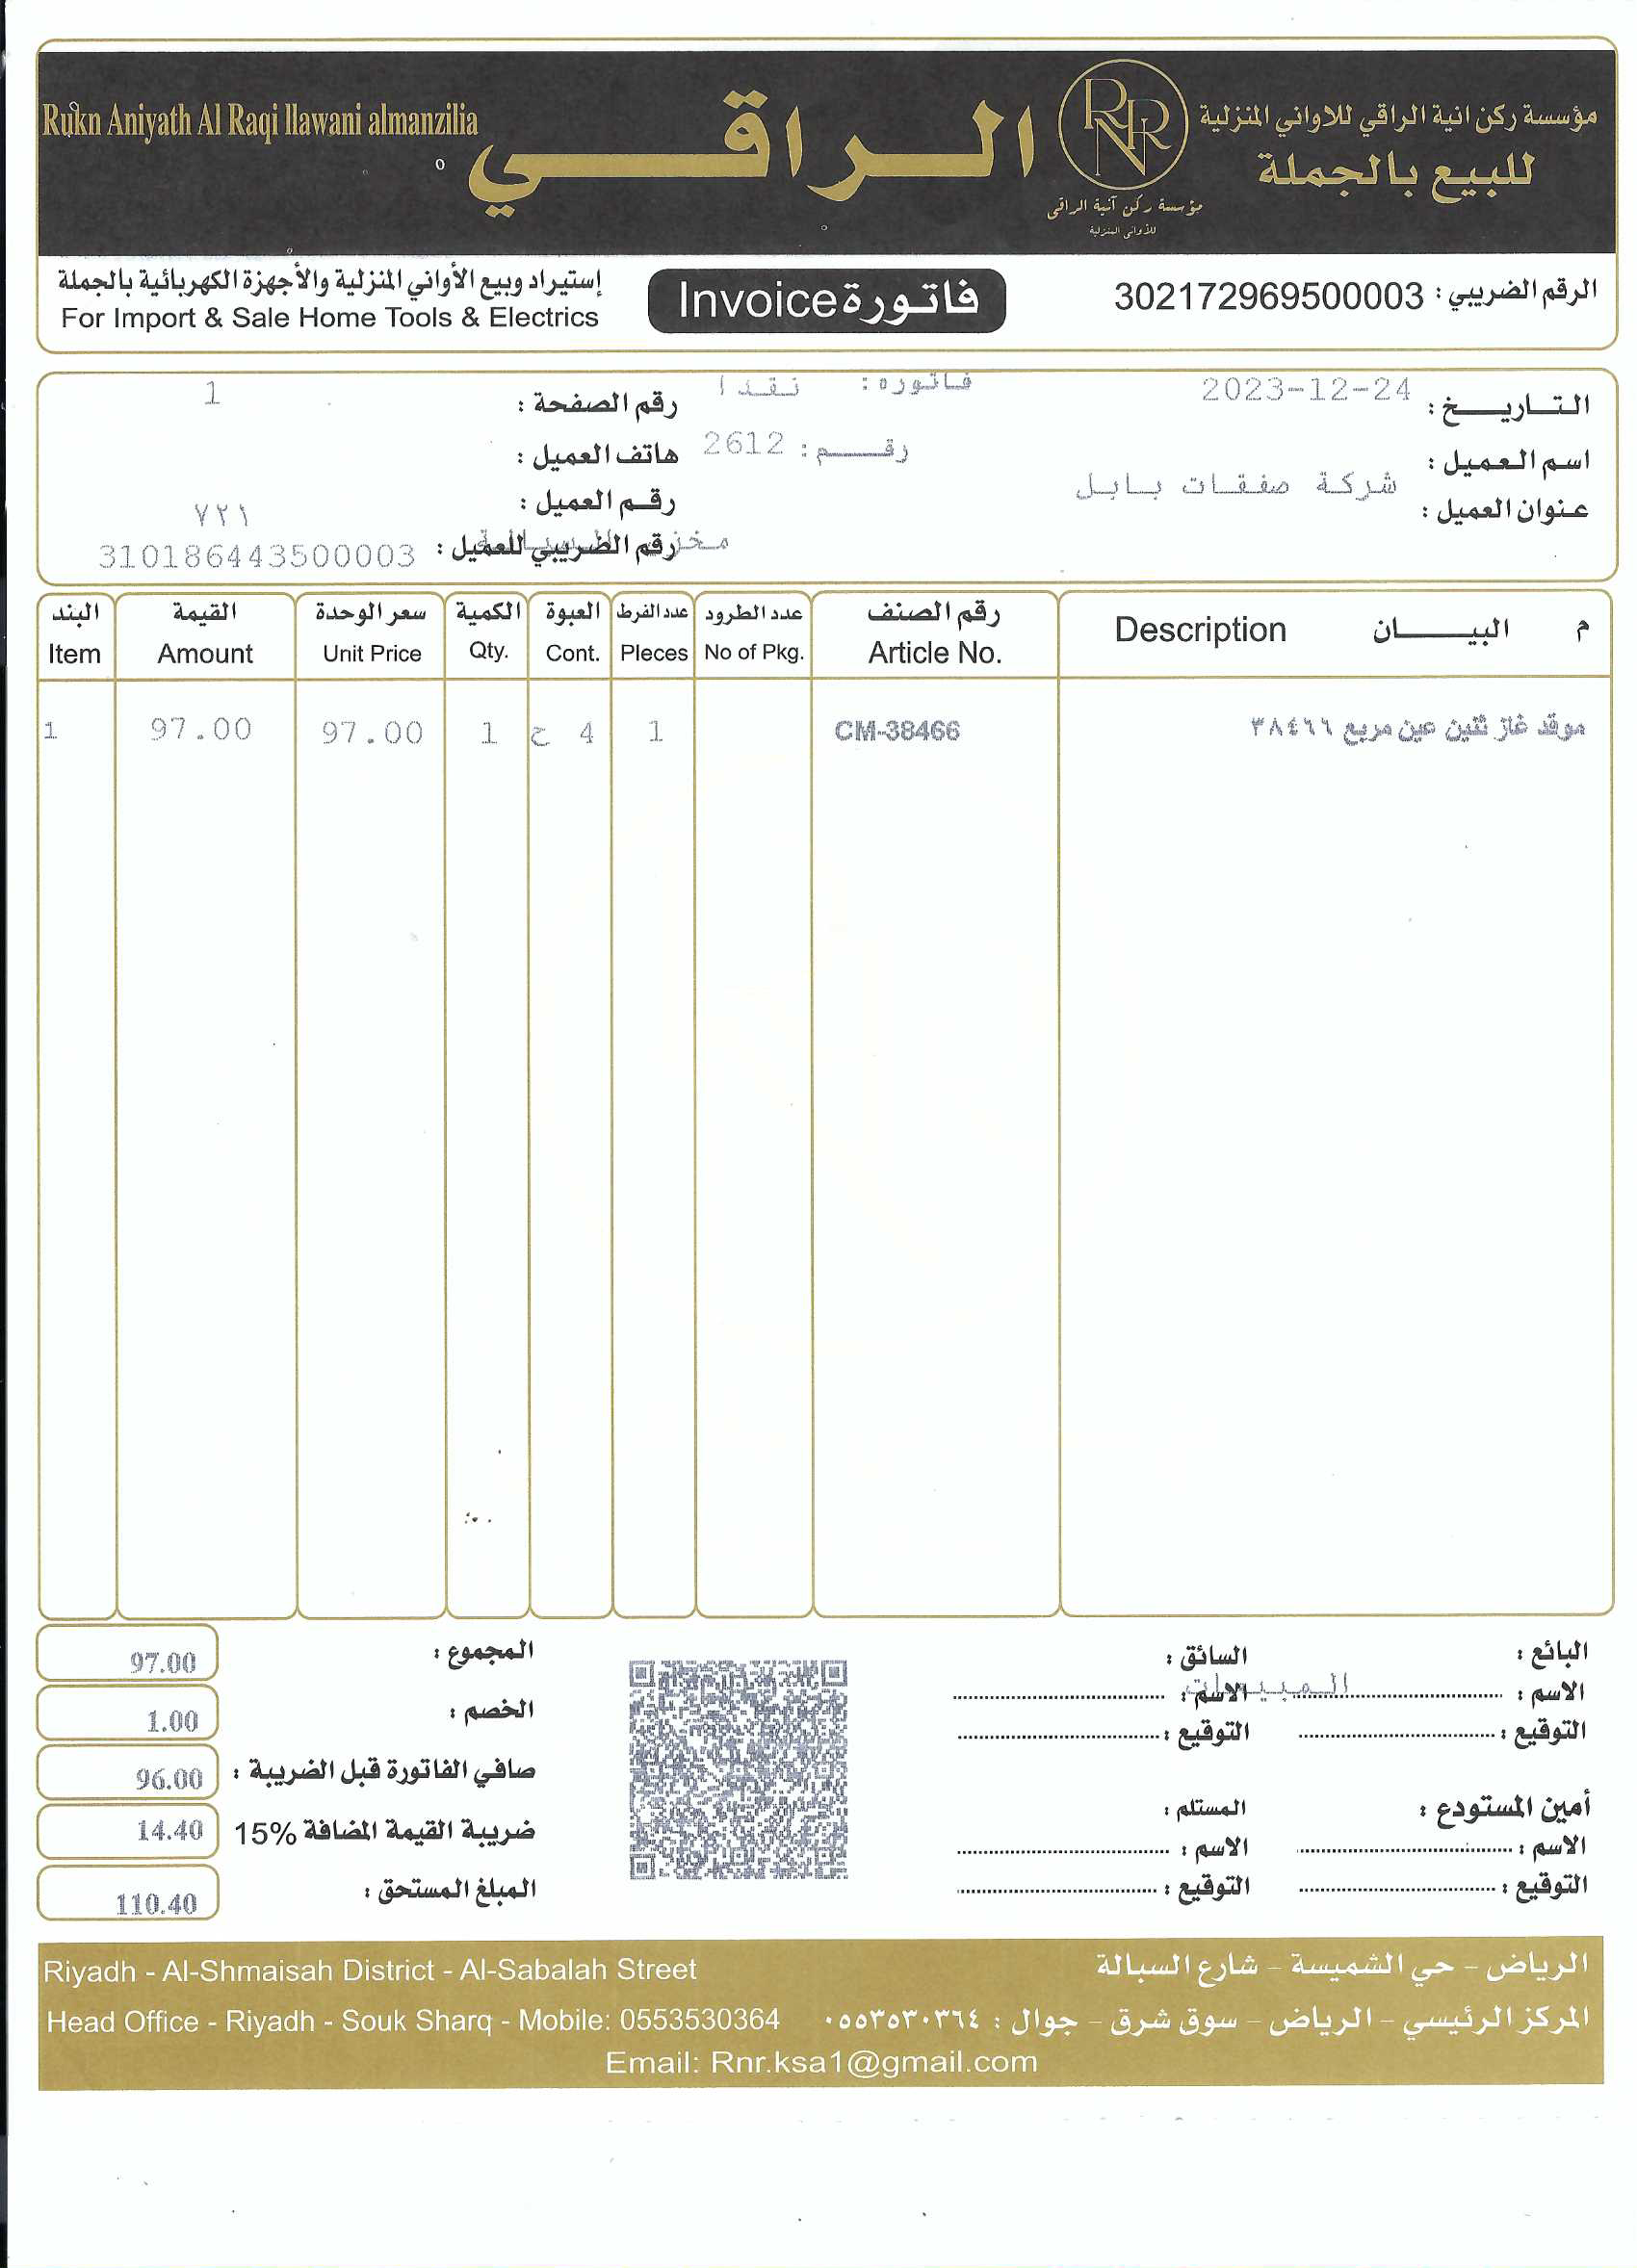 Rukn Aniyath Al Raqi llawani almanzilia
الراقي
RNR
مؤسسة ركن آنية الراقي
للأواني المنزلية
مؤسسة ركن انية الراقي للاواني المنزلية
للبيع بالجملة
إستيراد وبيع الأواني المنزلية والأجهزة الكهربائية بالجملة
For Import & Sale Home Tools & Electrics
فاتورة Invoice
الرقم الضريبي : 302172969500003
التاريخ : 2023-12-24
فاتوره: نقدا
رقم الصفحة : 1
اسم العميل : شركة صفقات بابل
رقم : 2612
هاتف العميل :
عنوان العميل :
رقم العميل : ٧٢١
رقم الضريبي للعميل : 310186443500003
م البيان Description
رقم الصنف Article No.
عدد الطرود No of Pkg.
عدد الفرط Pleces
العبوة Cont.
الكمية Qty.
سعر الوحدة Unit Price
القيمة Amount
البند Item
موقد غاز ثنين عين مربع ٣٨٤٦٦ CM-38466 1 4 ح 1 97.00 97.00 1
المجموع : 97.00
الخصم : 1.00
صافي الفاتورة قبل الضريبة : 96.00
ضريبة القيمة المضافة 15% 14.40
المبلغ المستحق : 110.40
البائع :
الاسم : المبيعات
التوقيع :
السائق :
الاسم :
التوقيع :
أمين المستودع :
الاسم :
التوقيع :
المستلم :
الاسم :
التوقيع :
الرياض - حي الشميسة - شارع السبالة
Riyadh - Al-Shmaisah District - Al-Sabalah Street
المركز الرئيسي - الرياض - سوق شرق - جوال : ٠٥٥٣٥٣٠٣٦٤
Head Office - Riyadh - Souk Sharq - Mobile: 0553530364
Email: Rnr.ksa1@gmail.com